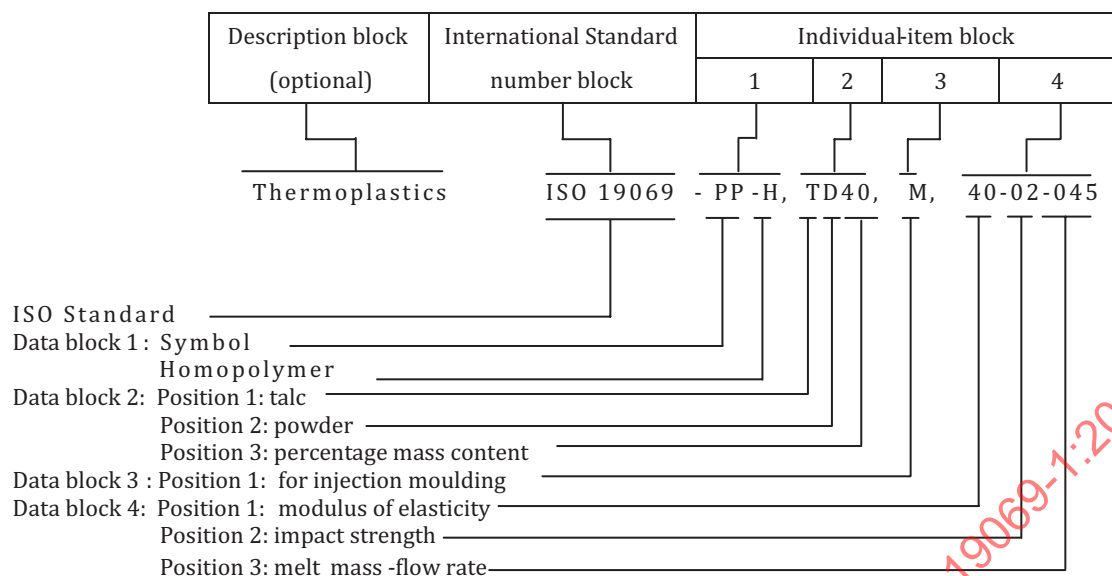 Description block International Standard Individual-item block
(optional) number block 1 2 3 4
Thermoplastics ISO 19069 - PP -H, TD40, M, 40-02-045
ISO Standard
Data block 1 : Symbol
Homopolymer
Data block 2: Position 1: talc
Position 2: powder
Position 3: percentage mass content
Data block 3 : Position 1: for injection moulding
Data block 4: Position 1: modulus of elasticity
Position 2: impact strength
Position 3: melt mass -flow rate
19069-1:20